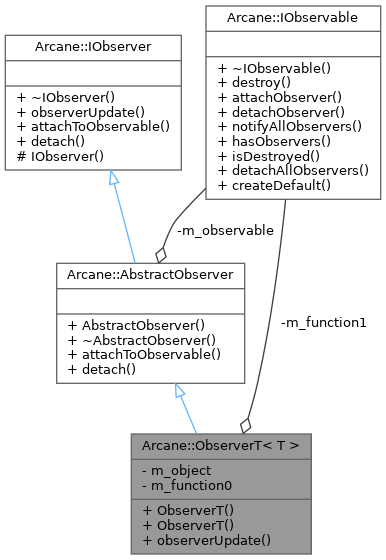 Arcane::IObserver
+ ~IObserver()
+ observerUpdate()
+ attachToObservable()
+ detach()
# IObserver()
Arcane::IObservable
+ ~IObservable()
+ destroy()
+ attachObserver()
+ detachObserver()
+ notifyAllObservers()
+ hasObservers()
+ isDestroyed()
+ detachAllObservers()
+ createDefault()
-m_observable
Arcane::AbstractObserver
+ AbstractObserver()
+ ~AbstractObserver()
+ attachToObservable()
+ detach()
-m_function1
Arcane::ObserverT< T >
- m_object
- m_function0
+ ObserverT()
+ ObserverT()
+ observerUpdate()